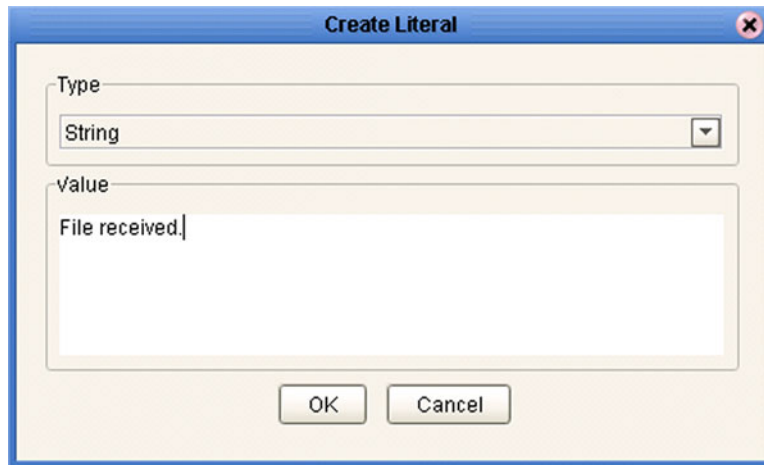 Create Literal
Type
String
Value
File received.
OK Cancel